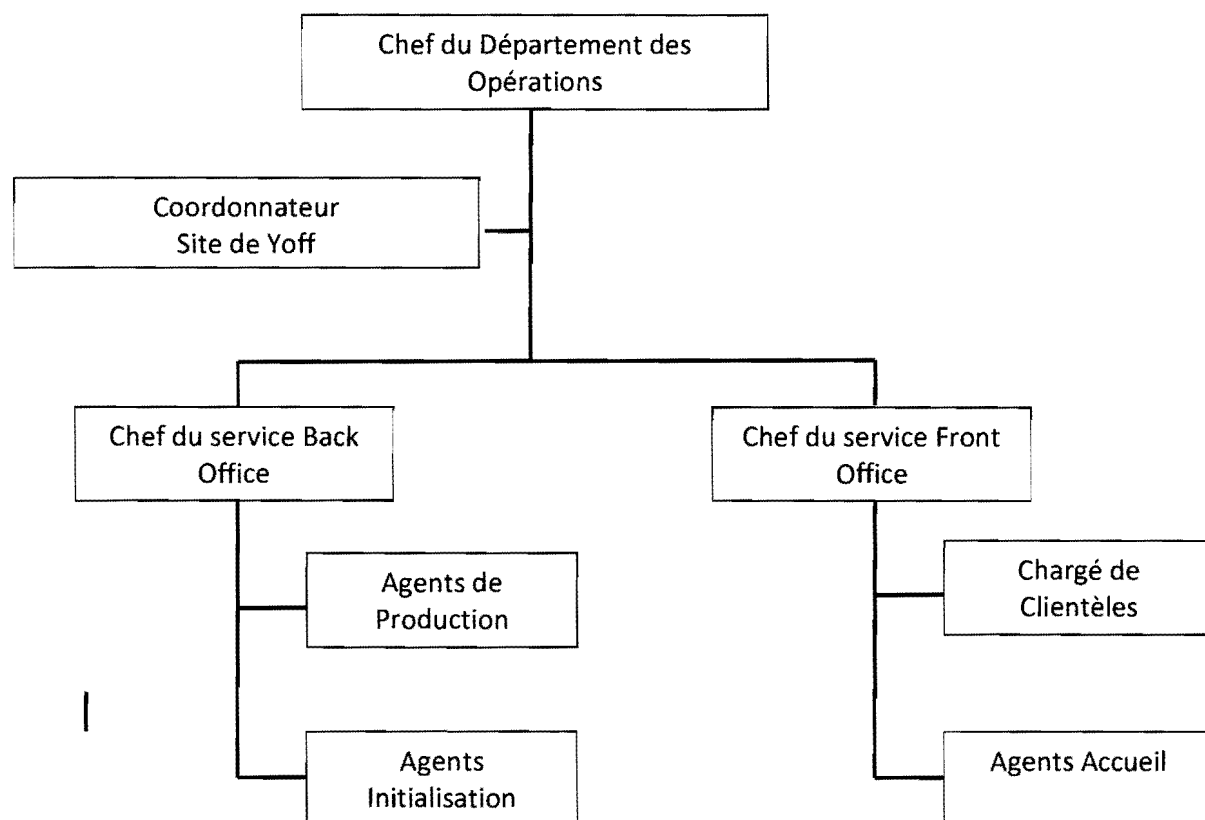 Chef du Département des
Opérations
Coordonnateur
Site de Yoff
Chef du service Back
Office
Chef du service Front
Office
Agents de
Production
Chargé de
Clientèles
Agents
Initialisation
Agents Accueil